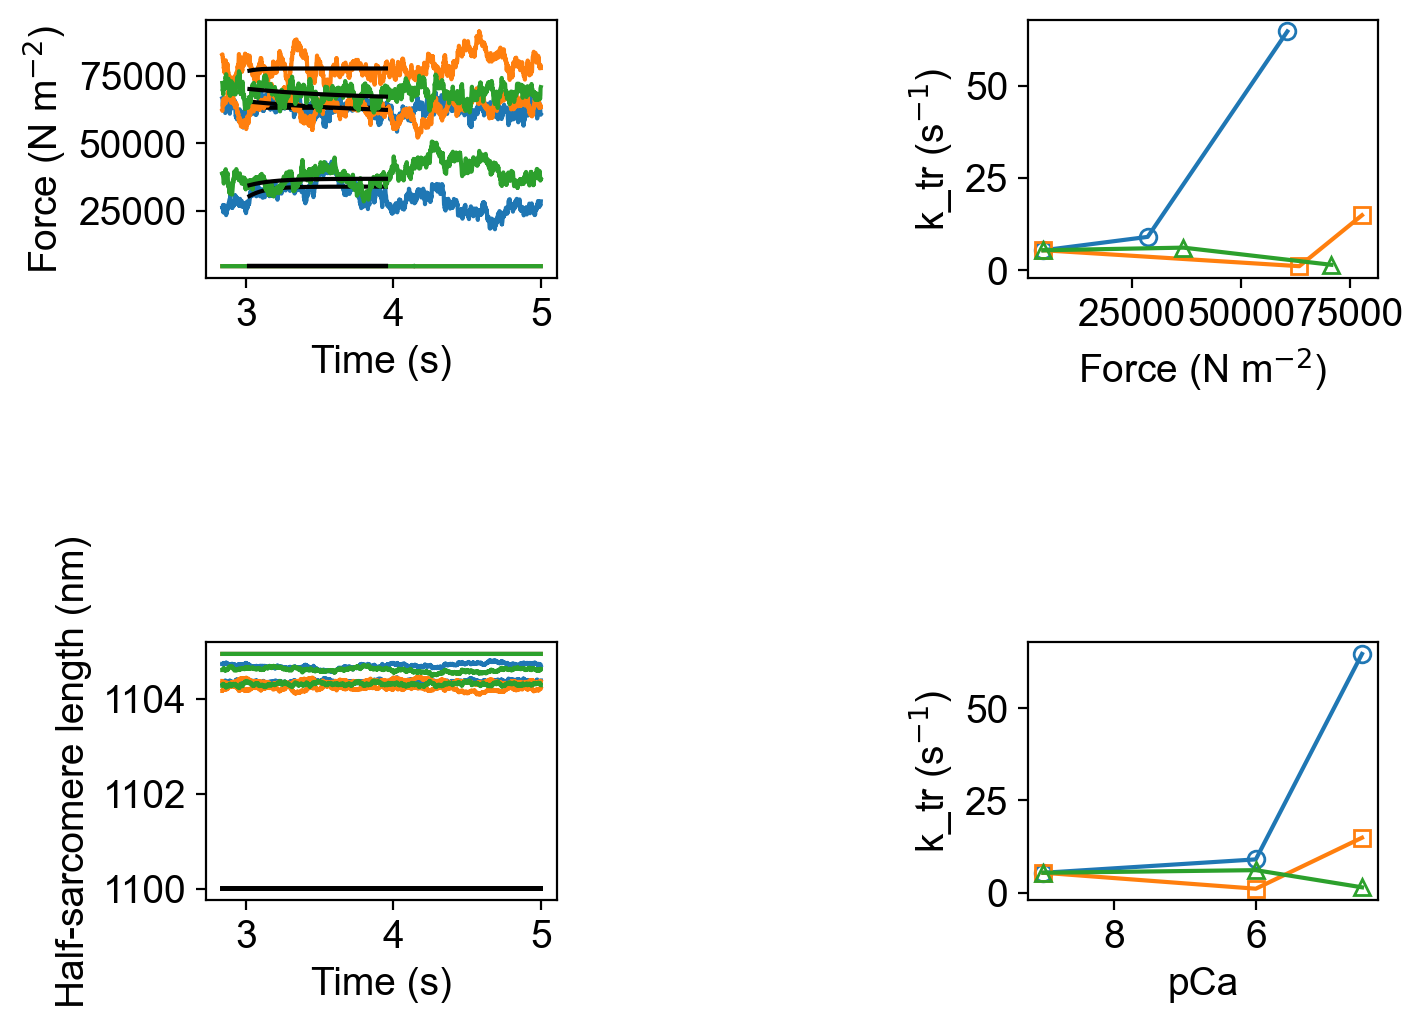 Force (N m⁻²)
75000
50000
25000
3 4 5
Time (s)
k_tr (s⁻¹)
50
25
0
25000 50000 75000
Force (N m⁻²)
Half-sarcomere length (nm)
1104
1102
1100
3 4 5
Time (s)
k_tr (s⁻¹)
50
25
0
8 6
pCa